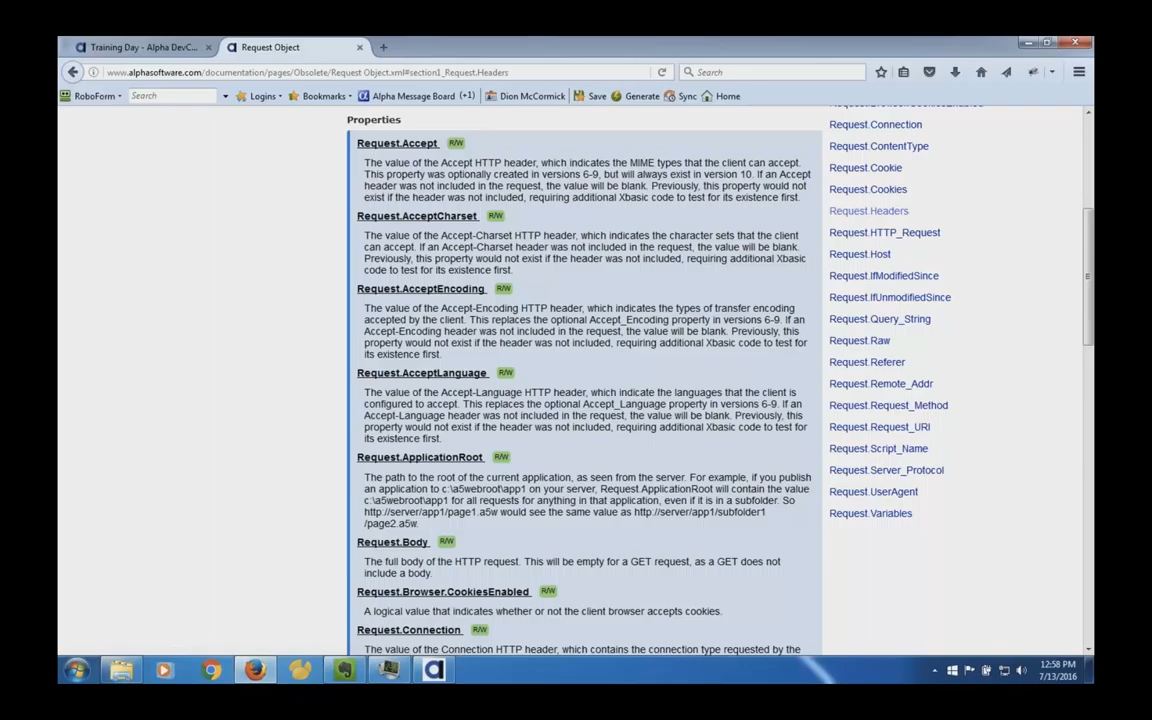 Training Day - Alpha DevC...
Request Object
www.alphasoftware.com/documentation/pages/Obsolete/Request Object.xml#section1_Request.Headers
Search
RoboForm
Search
Logins
Bookmarks
Alpha Message Board (+1)
Dion McCormick
Save
Generate
Sync
Home
Properties
Request.Accept R/W
The value of the Accept HTTP header, which indicates the MIME types that the client can accept.
This property was optionally created in versions 6-9, but will always exist in version 10. If an Accept
header was not included in the request, the value will be blank. Previously, this property would not
exist if the header was not included, requiring additional Xbasic code to test for its existence first.
Request.AcceptCharset R/W
The value of the Accept-Charset HTTP header, which indicates the character sets that the client
can accept. If an Accept-Charset header was not included in the request, the value will be blank.
Previously, this property would not exist if the header was not included, requiring additional Xbasic
code to test for its existence first.
Request.AcceptEncoding R/W
The value of the Accept-Encoding HTTP header, which indicates the types of transfer encoding
accepted by the client. This replaces the optional Accept_Encoding property in versions 6-9. If an
Accept-Encoding header was not included in the request, the value will be blank. Previously, this
property would not exist if the header was not included, requiring additional Xbasic code to test for
its existence first.
Request.AcceptLanguage R/W
The value of the Accept-Language HTTP header, which indicate the languages that the client is
configured to accept. This replaces the optional Accept_Language property in versions 6-9. If an
Accept-Language header was not included in the request, the value will be blank. Previously, this
property would not exist if the header was not included, requiring additional Xbasic code to test for
its existence first.
Request.ApplicationRoot R/W
The path to the root of the current application, as seen from the server. For example, if you publish
an application to c:\a5webroot\app1 on your server, Request.ApplicationRoot will contain the value
c:\a5webroot\app1 for all requests for anything in that application, even if it is in a subfolder. So
http://server/app1/page1.a5w would see the same value as http://server/app1/subfolder1
/page2.a5w.
Request.Body R/W
The full body of the HTTP request. This will be empty for a GET request, as a GET does not
include a body.
Request.Browser.CookiesEnabled R/W
A logical value that indicates whether or not the client browser accepts cookies.
Request.Connection R/W
The value of the Connection HTTP header, which contains the connection type requested by the
Request.Connection
Request.ContentType
Request.Cookie
Request.Cookies
Request.Headers
Request.HTTP_Request
Request.Host
Request.IfModifiedSince
Request.IfUnmodifiedSince
Request.Query_String
Request.Raw
Request.Referer
Request.Remote_Addr
Request.Request_Method
Request.Request_URI
Request.Script_Name
Request.Server_Protocol
Request.UserAgent
Request.Variables
12:58 PM
7/13/2016